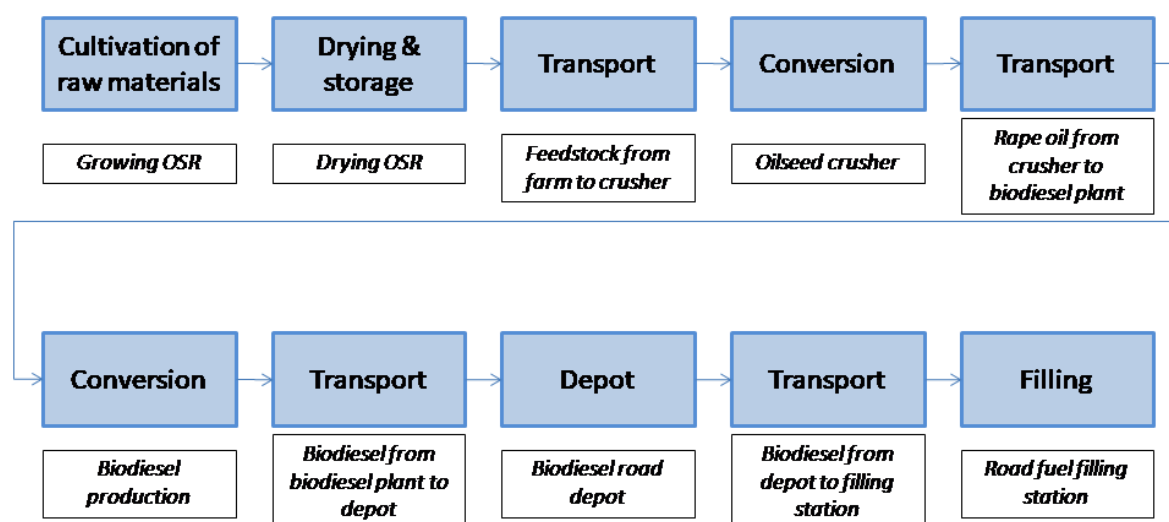 Cultivation of
raw materials
Drying &
storage
Transport
Conversion
Transport
Growing OSR
Drying OSR
Feedstock from
farm to crusher
Oilseed crusher
Rape oil from
crusher to
biodiesel plant
Conversion
Transport
Depot
Transport
Filling
Biodiesel
production
Biodiesel from
biodiesel plant to
depot
Biodiesel road
depot
Biodiesel from
depot to filling
station
Road fuel filling
station